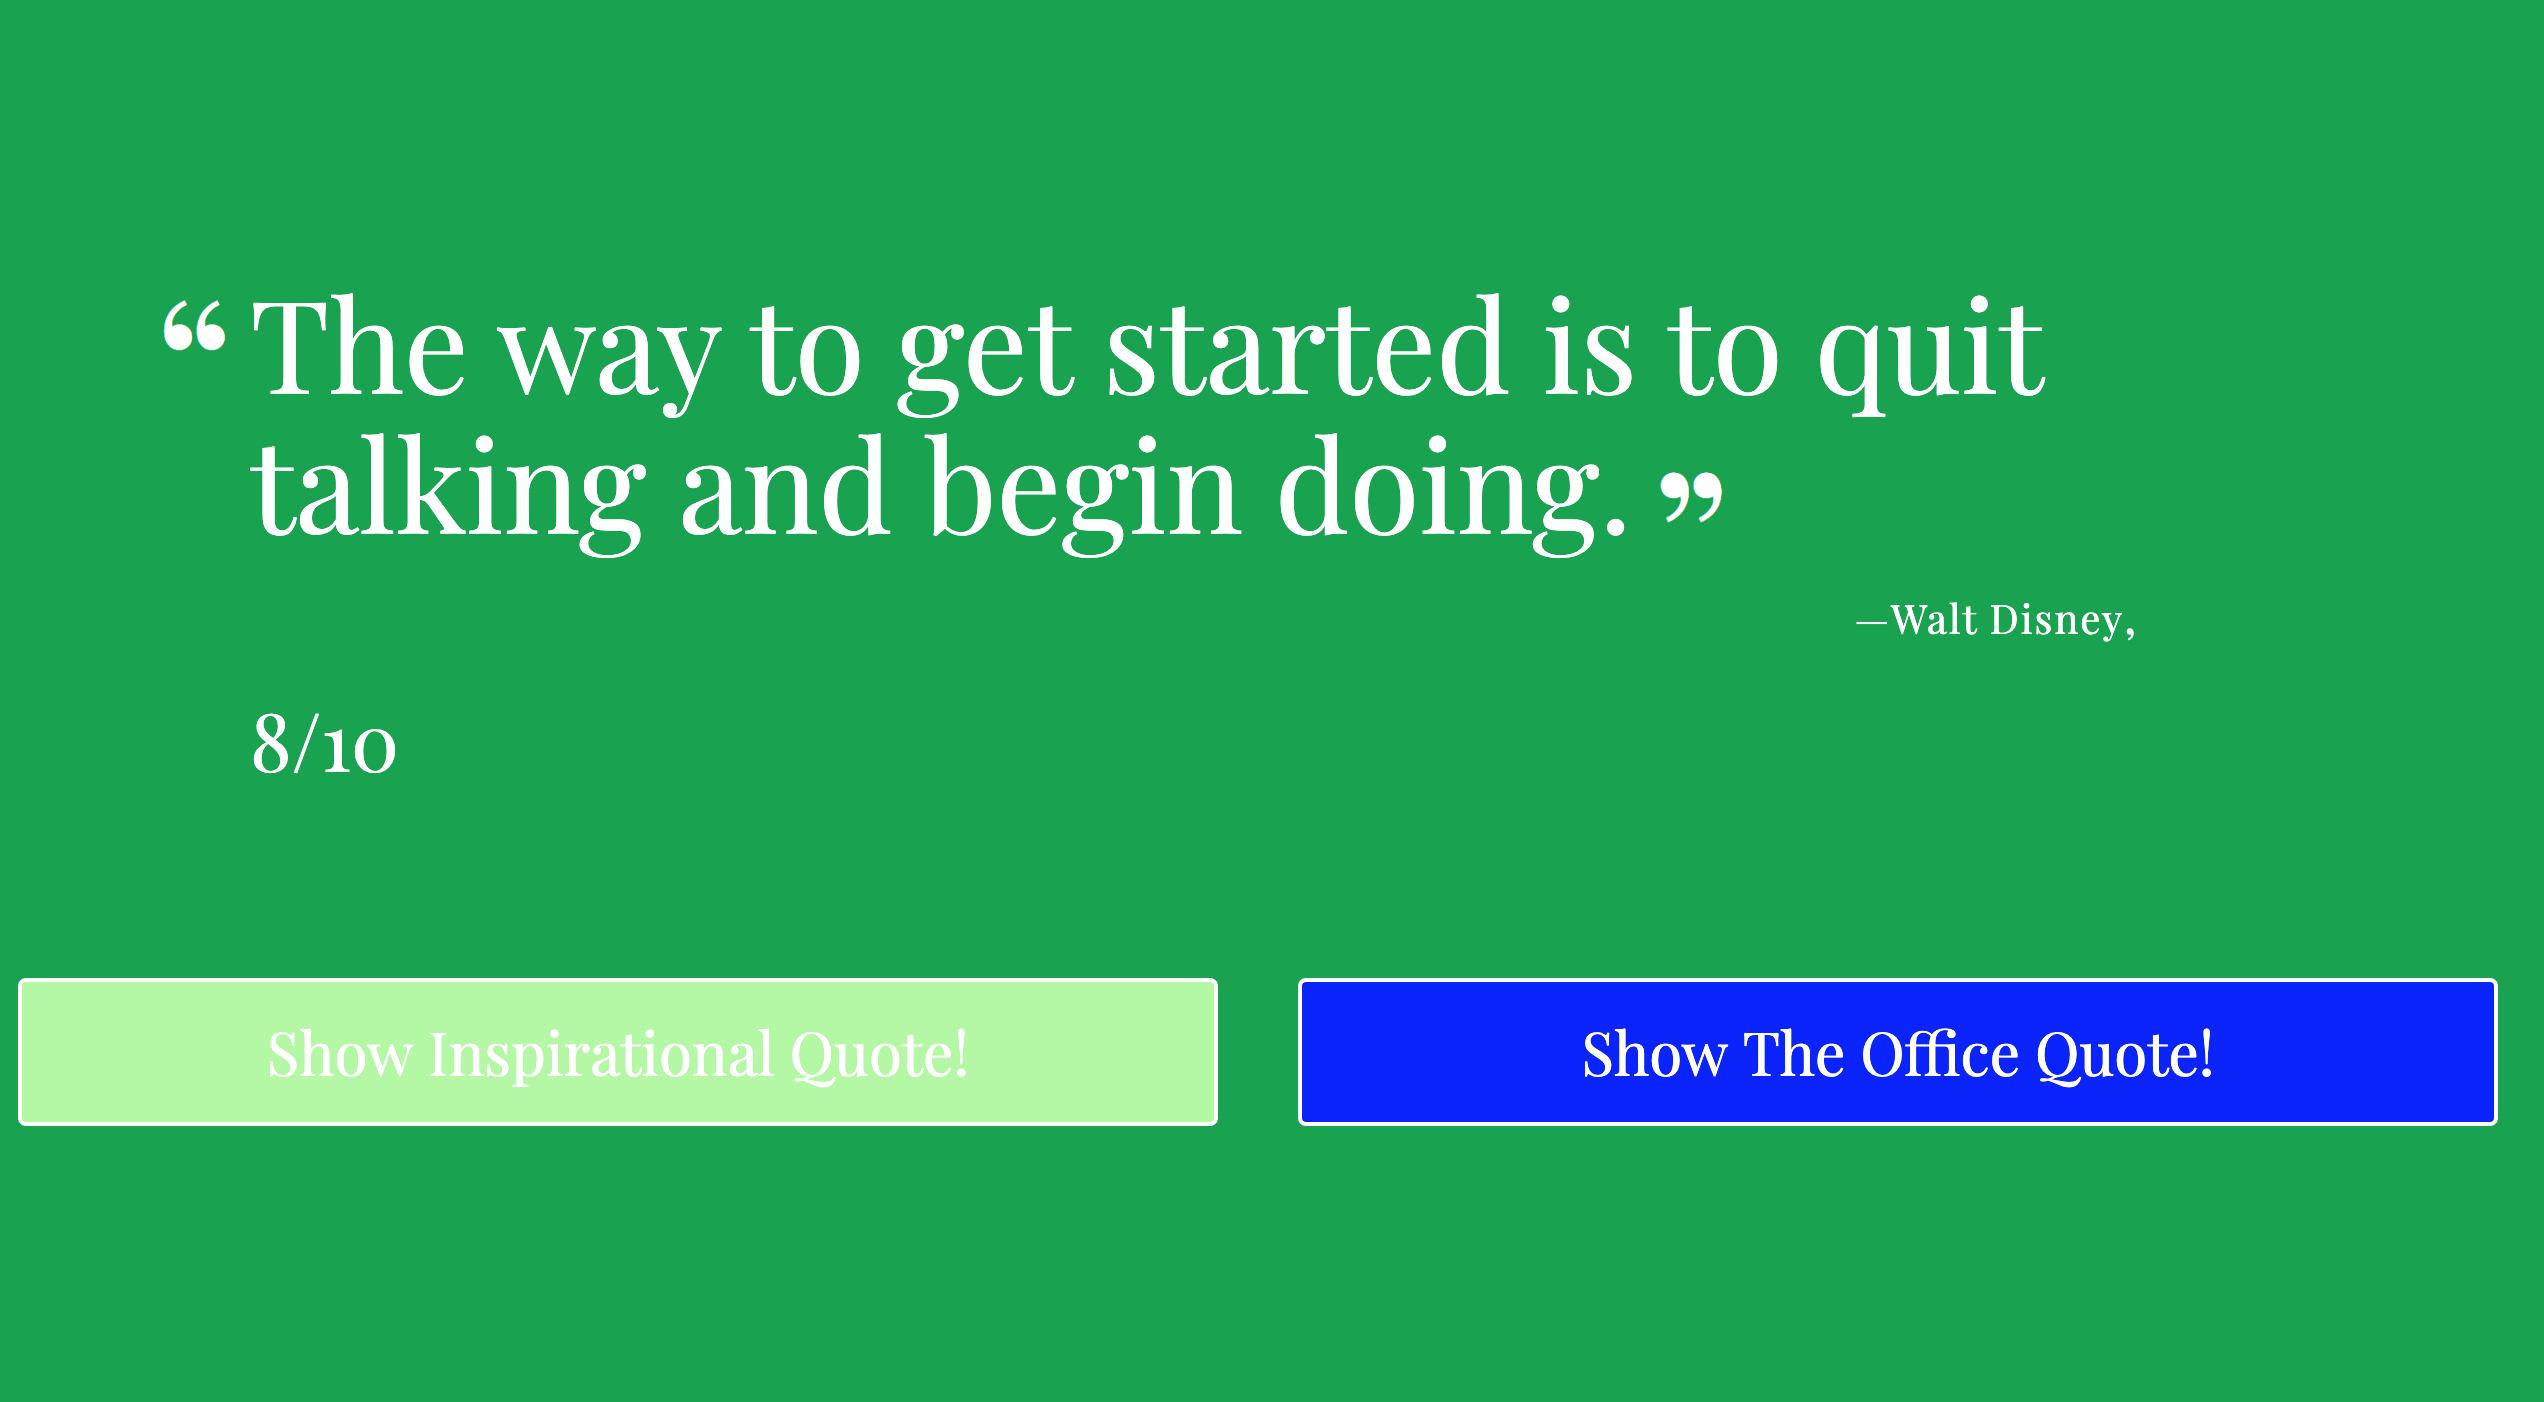 “ The way to get started is to quit
talking and begin doing. ”
—Walt Disney,
8/10
Show Inspirational Quote!
Show The Office Quote!